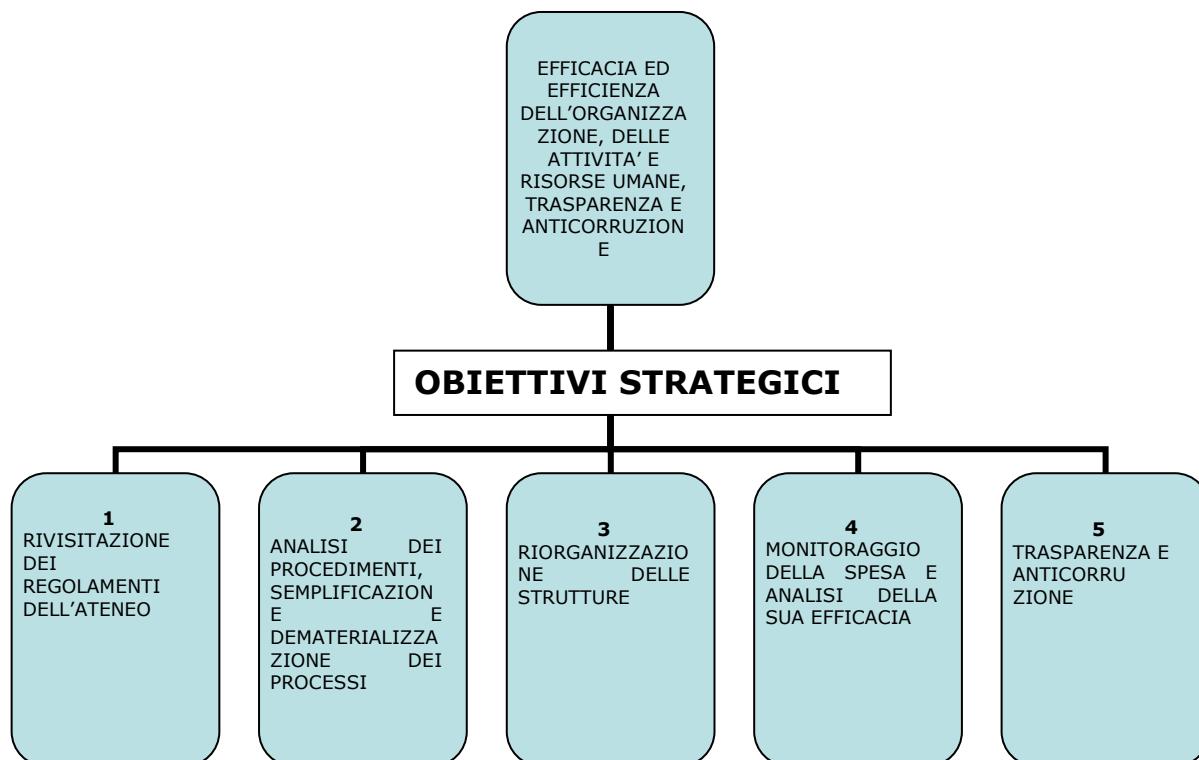 EFFICACIA ED
EFFICIENZA
DELL’ORGANIZZA
ZIONE, DELLE
ATTIVITA’ E
RISORSE UMANE,
TRASPARENZA E
ANTICORRUZION
E
OBIETTIVI STRATEGICI
1
RIVISITAZIONE
DEI
REGOLAMENTI
DELL’ATENEO
2
ANALISI DEI
PROCEDIMENTI,
SEMPLIFICAZION
E E
DEMATERIALIZZA
ZIONE DEI
PROCESSI
3
RIORGANIZZAZIO
NE DELLE
STRUTTURE
4
MONITORAGGIO
DELLA SPESA E
ANALISI DELLA
SUA EFFICACIA
5
TRASPARENZA E
ANTICORRU
ZIONE